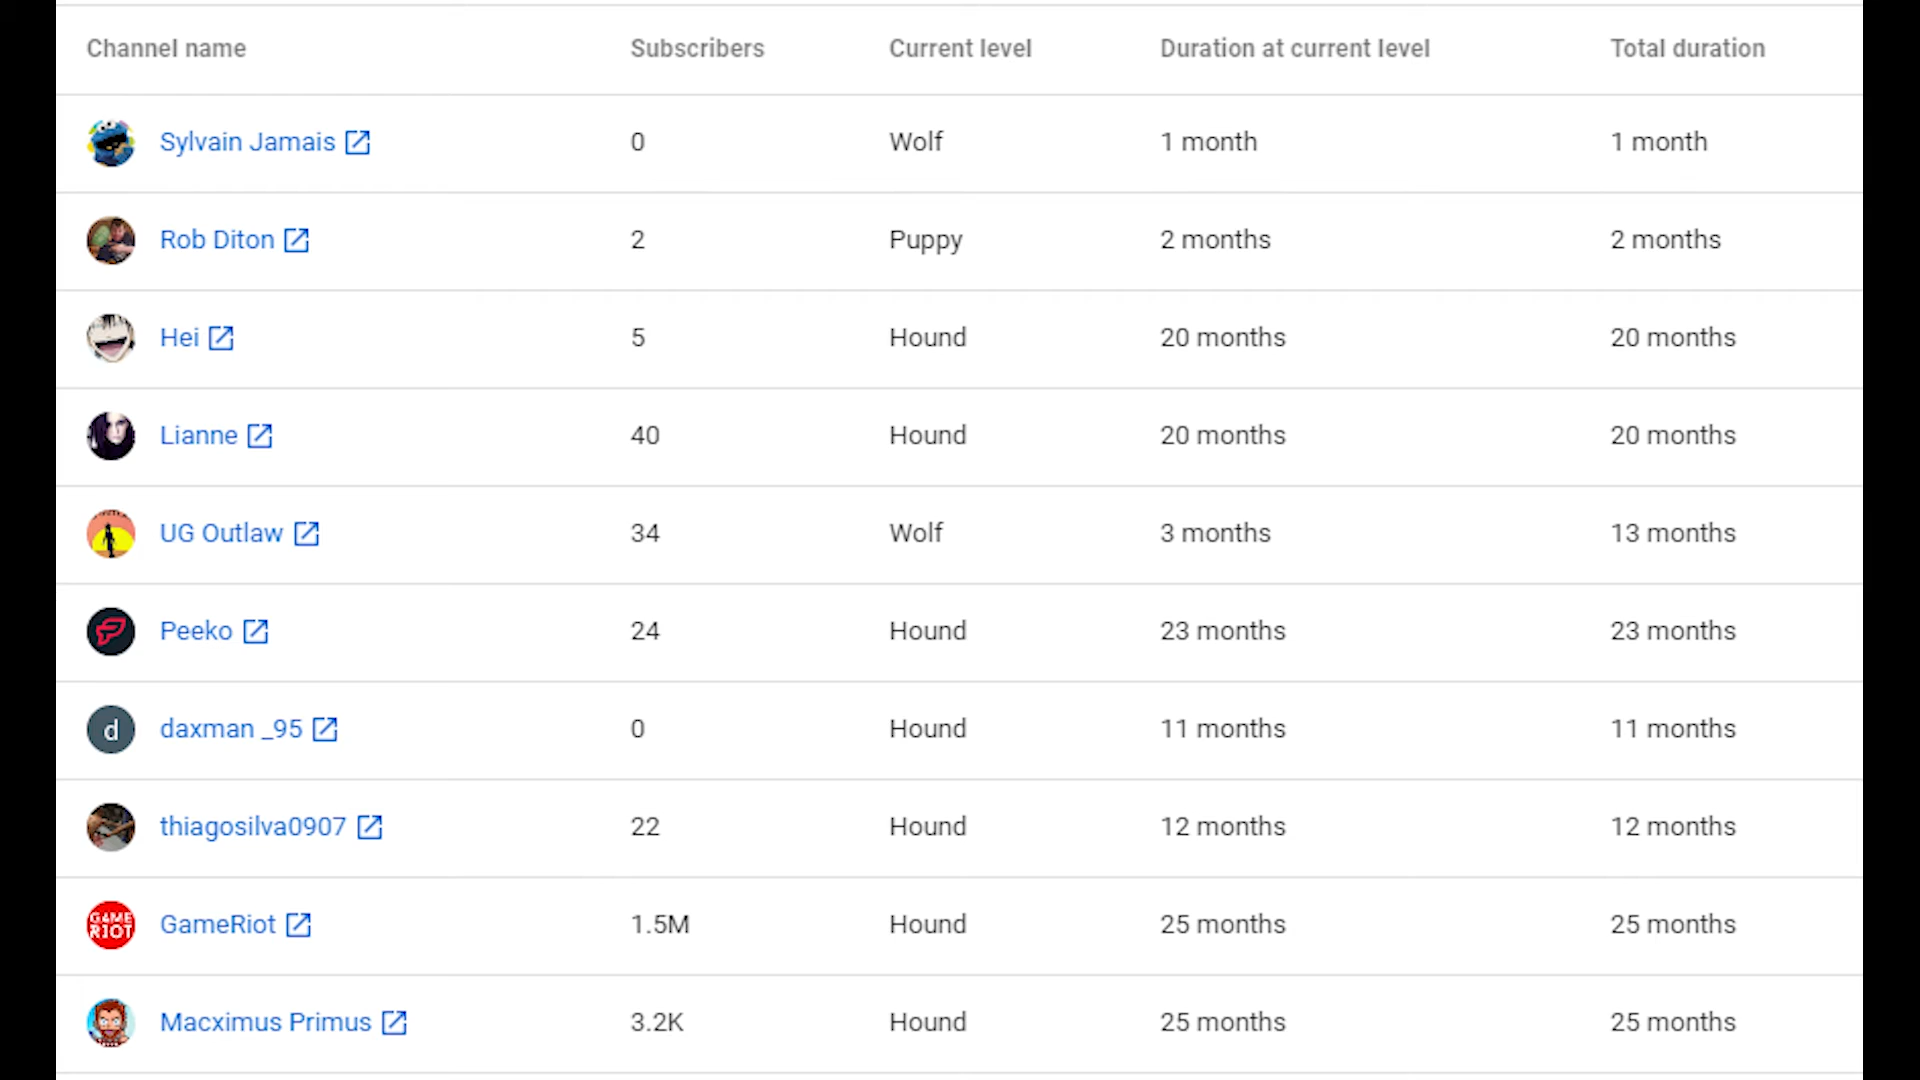 Channel name Subscribers Current level Duration at current level Total duration
Sylvain Jamais 0 Wolf 1 month 1 month
Rob Diton 2 Puppy 2 months 2 months
Hei 5 Hound 20 months 20 months
Lianne 40 Hound 20 months 20 months
UG Outlaw 34 Wolf 3 months 13 months
Peeko 24 Hound 23 months 23 months
d daxman _95 0 Hound 11 months 11 months
thiagosilva0907 22 Hound 12 months 12 months
GAME RIOT GameRiot 1.5M Hound 25 months 25 months
Macximus Primus 3.2K Hound 25 months 25 months